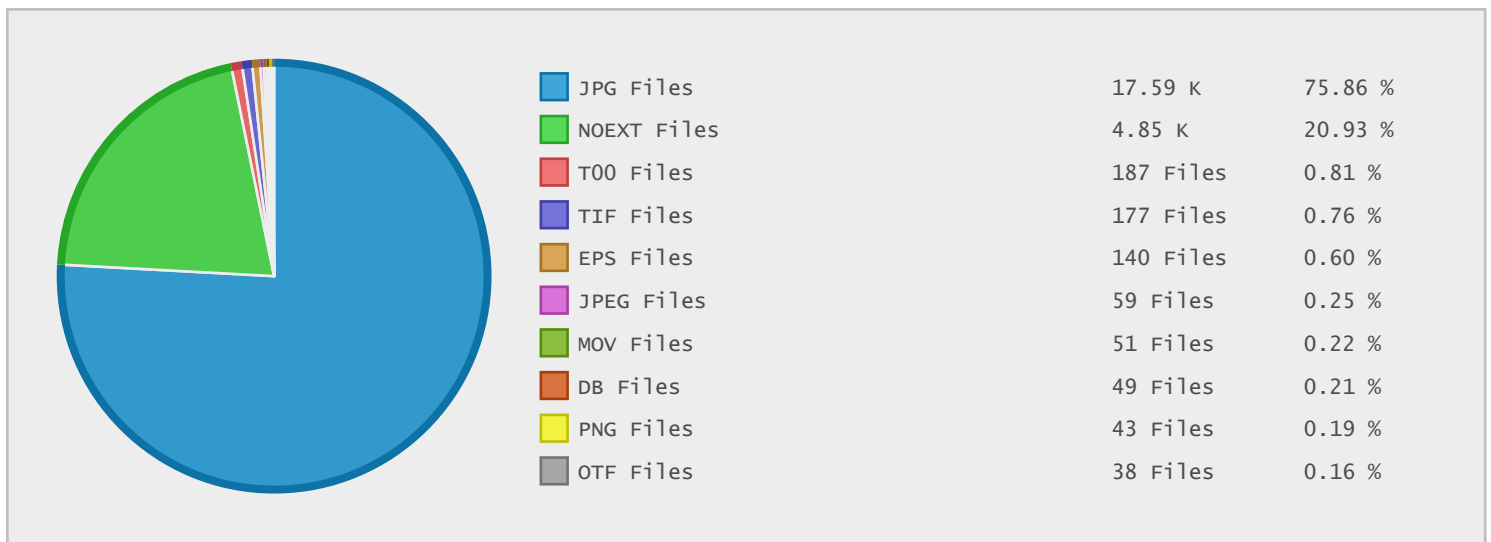 JPG Files 17.59 K 75.86 %
NOEXT Files 4.85 K 20.93 %
T00 Files 187 Files 0.81 %
TIF Files 177 Files 0.76 %
EPS Files 140 Files 0.60 %
JPEG Files 59 Files 0.25 %
MOV Files 51 Files 0.22 %
DB Files 49 Files 0.21 %
PNG Files 43 Files 0.19 %
OTF Files 38 Files 0.16 %